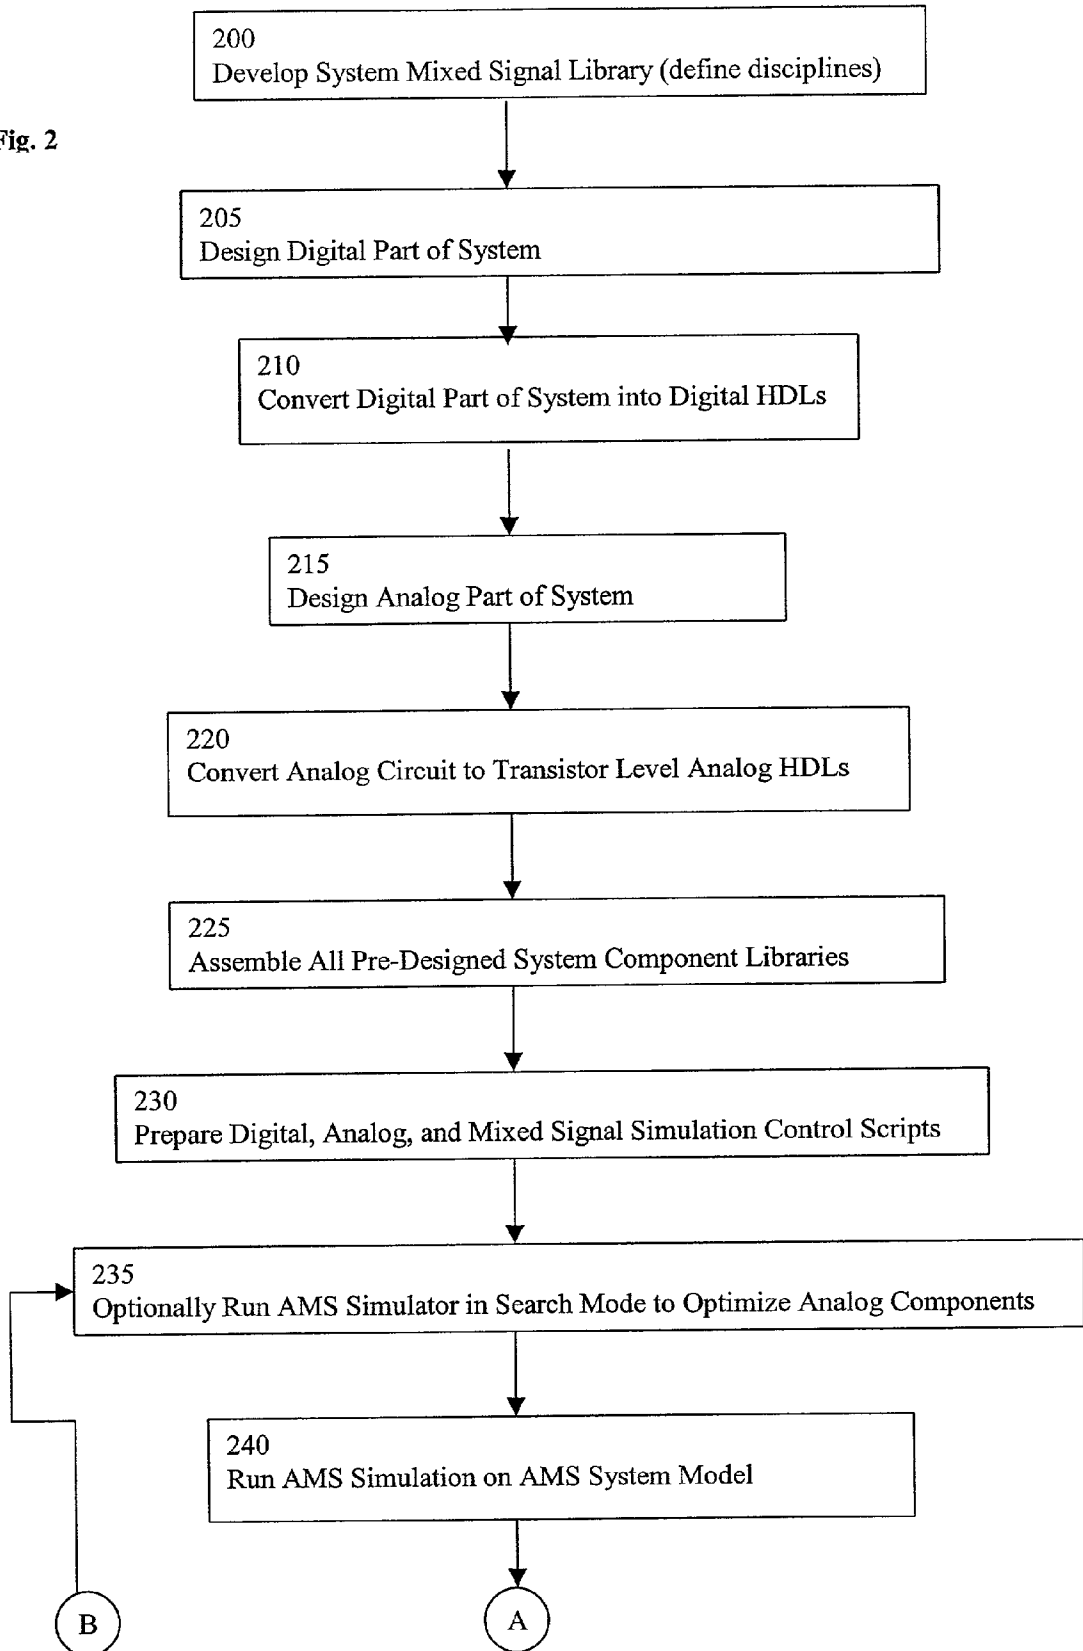 200
Develop System Mixed Signal Library (define disciplines)
Fig. 2
205
Design Digital Part of System
210
Convert Digital Part of System into Digital HDLs
215
Design Analog Part of System
220
Convert Analog Circuit to Transistor Level Analog HDLs
225
Assemble All Pre-Designed System Component Libraries
230
Prepare Digital, Analog, and Mixed Signal Simulation Control Scripts
235
Optionally Run AMS Simulator in Search Mode to Optimize Analog Components
240
Run AMS Simulation on AMS System Model
B
A